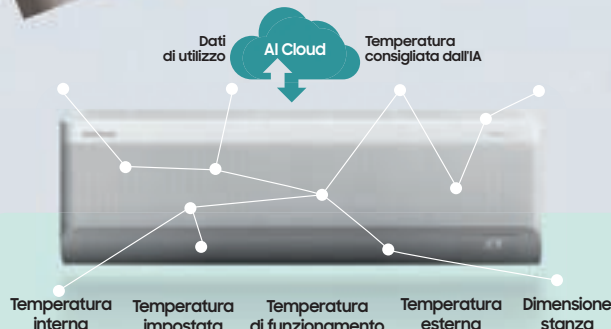 Dati
di utilizzo
AI Cloud
Temperatura
consigliata dall'IA
Temperatura
interna
Temperatura
impostata
Temperatura
di funzionamento
Temperatura
esterna
Dimensione
stanza